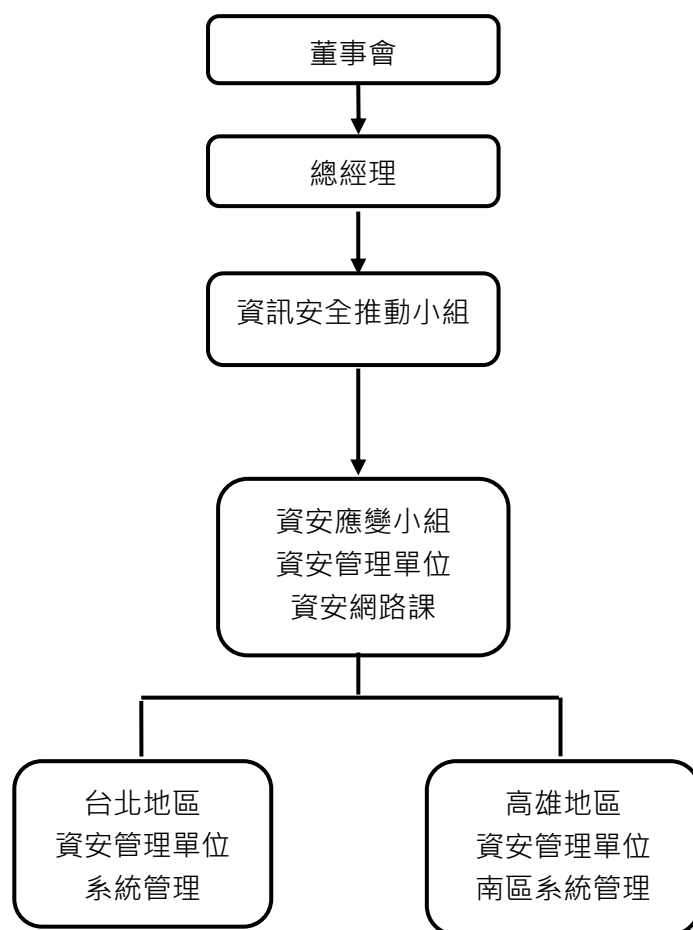 董事會
總經理
資訊安全推動小組
資安應變小組
資安管理單位
資安網路課
台北地區
資安管理單位
系統管理
高雄地區
資安管理單位
南區系統管理